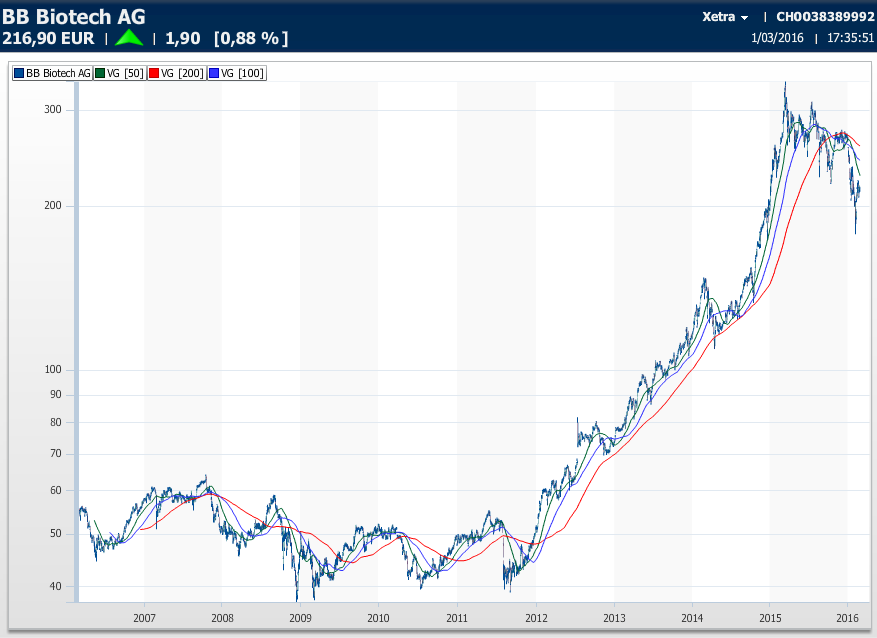 BB Biotech AG
Xetra | CH0038389992
216,90 EUR | | 1,90 [0,88 %]
1/03/2016 | 17:35:51
BB Biotech AG VG [50] VG [200] VG [100]
300
200
100
90
80
70
60
50
40
2007 2008 2009 2010 2011 2012 2013 2014 2015 2016